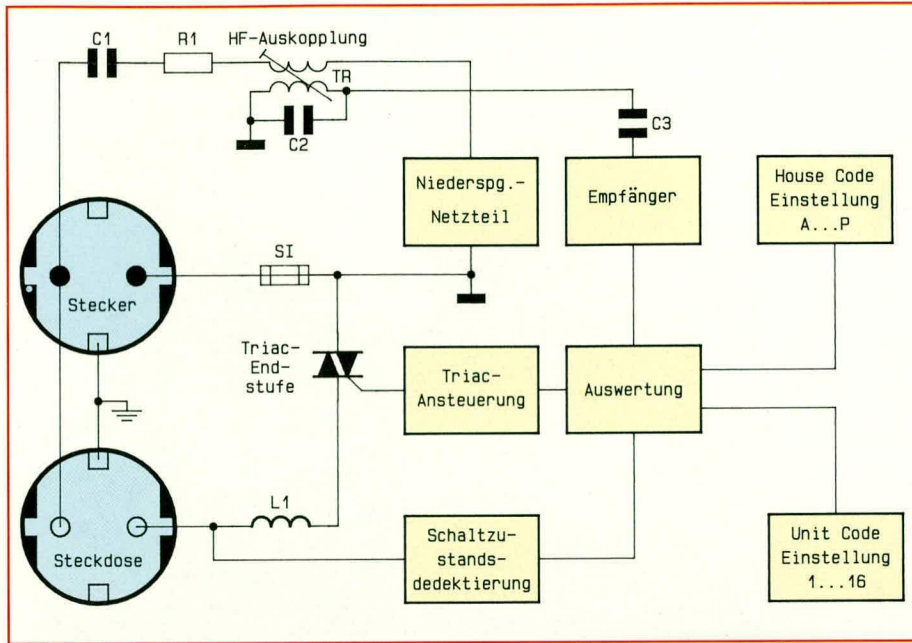 C1
R1
HF-Auskopplung
TR
C2
C3
Niederspg.-
Netzteil
Empfänger
House Code
Einstellung
A...P
Stecker
SI
Triac-
End-
stufe
Triac-
Ansteuerung
Auswertung
Steckdose
L1
Schaltzu-
stands-
dedektierung
Unit Code
Einstellung
1...16